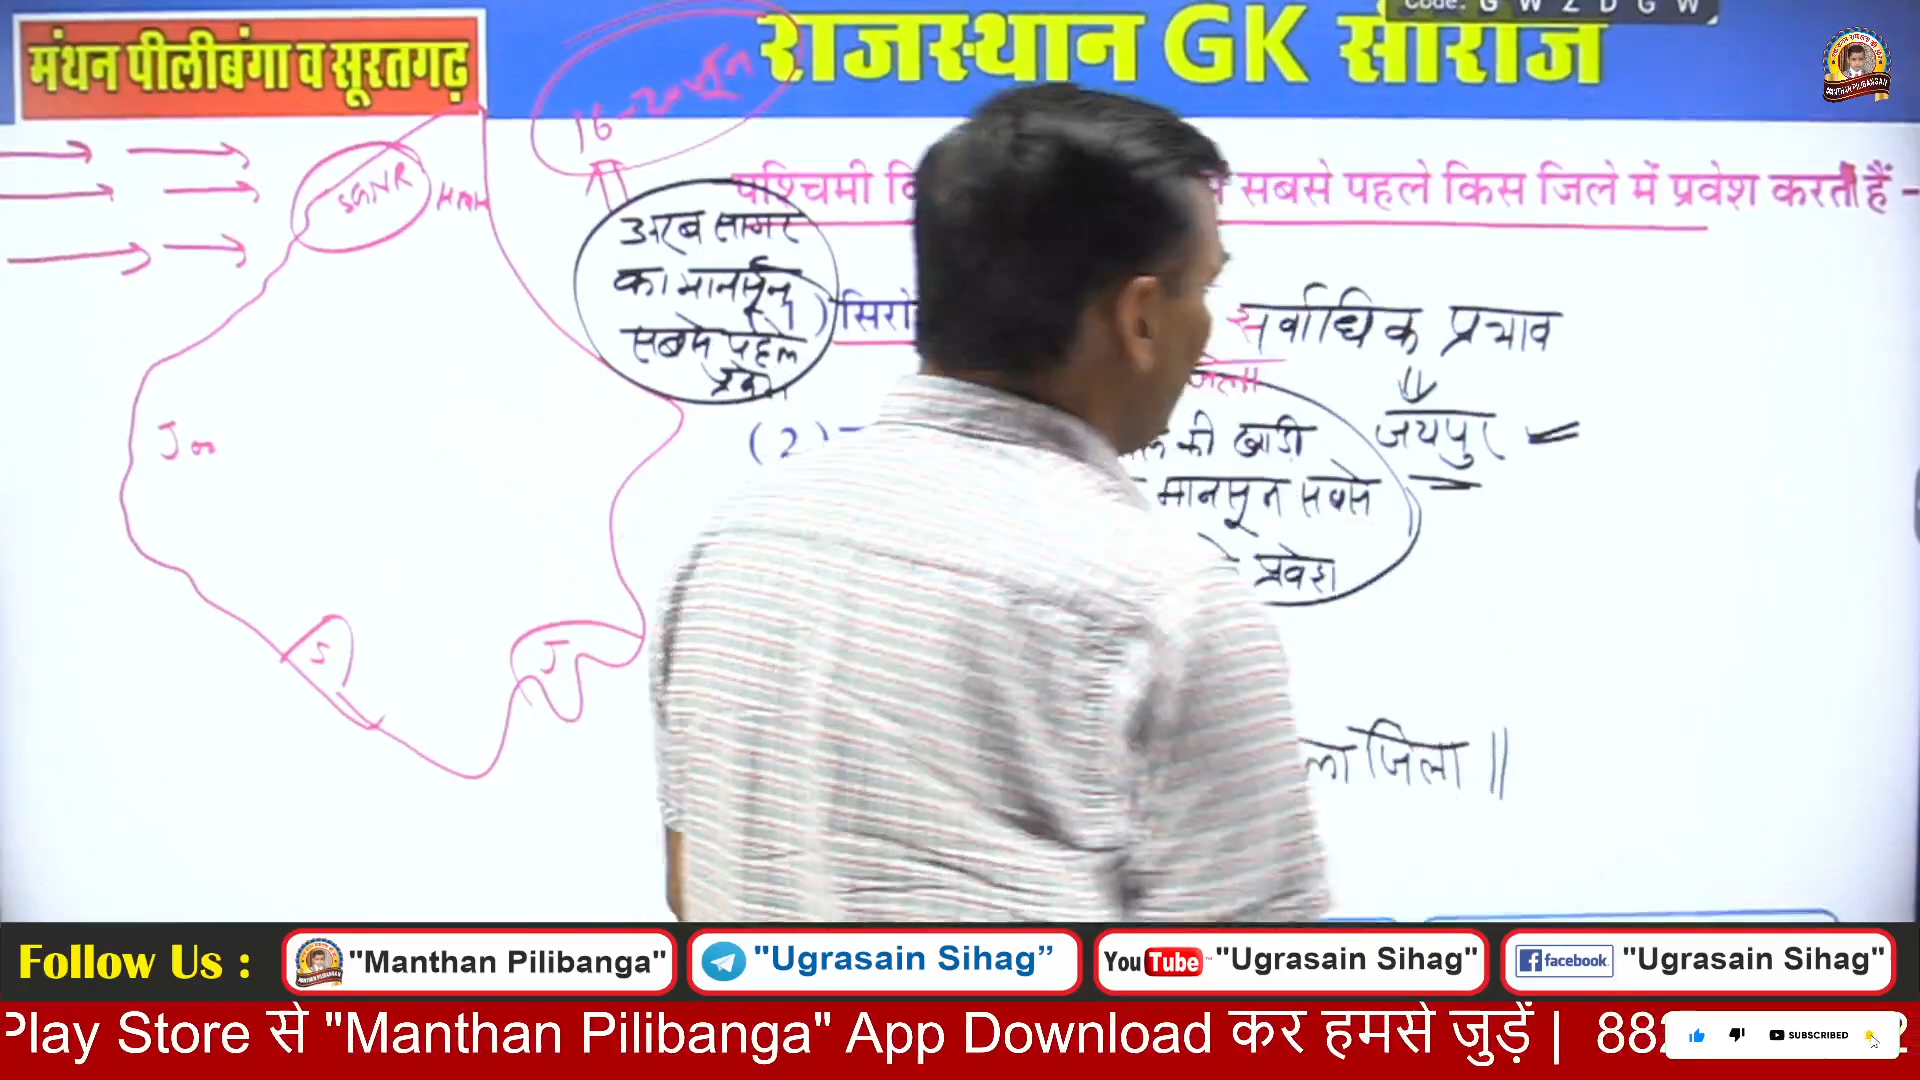 Code: G W Z D G W
मंथन पीलीबंगा व सूरतगढ़
राजस्थान GK सीरीज
16-20 जून
SGNR
HMH
पश्चिमी
सबसे पहले किस जिले में प्रवेश करती हैं -
अरब सागर
का मानसून
सबसे पहले
सर्वाधिक प्रभाव
जयपुर
(2)
की खाड़ी
मानसून सबसे
प्रवेश
J
S
J
जिला ||
Follow Us :
"Manthan Pilibanga"
"Ugrasain Sihag”
YouTube "Ugrasain Sihag"
facebook "Ugrasain Sihag"
Play Store से "Manthan Pilibanga" App Download कर हमसे जुड़ें |
SUBSCRIBED